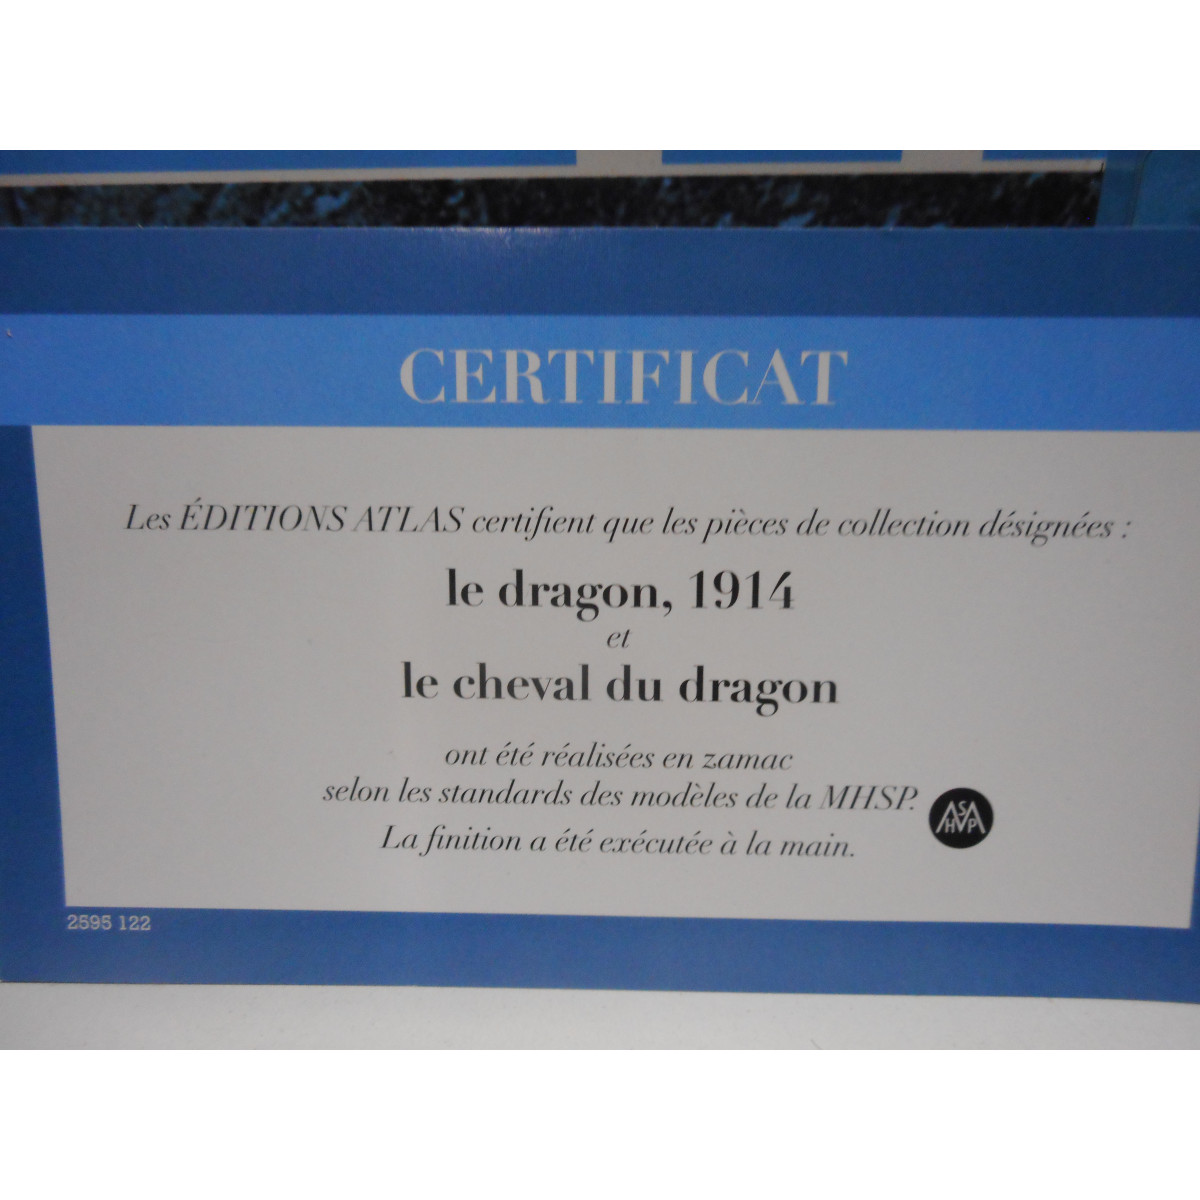 CERTIFICAT
Les ÉDITIONS ATLAS certifient que les pièces de collection désignées :
le dragon, 1914
et
le cheval du dragon
ont été réalisées en zamac
selon les standards des modèles de la MHSP.
La finition a été exécutée à la main.
MHSP
2595 122